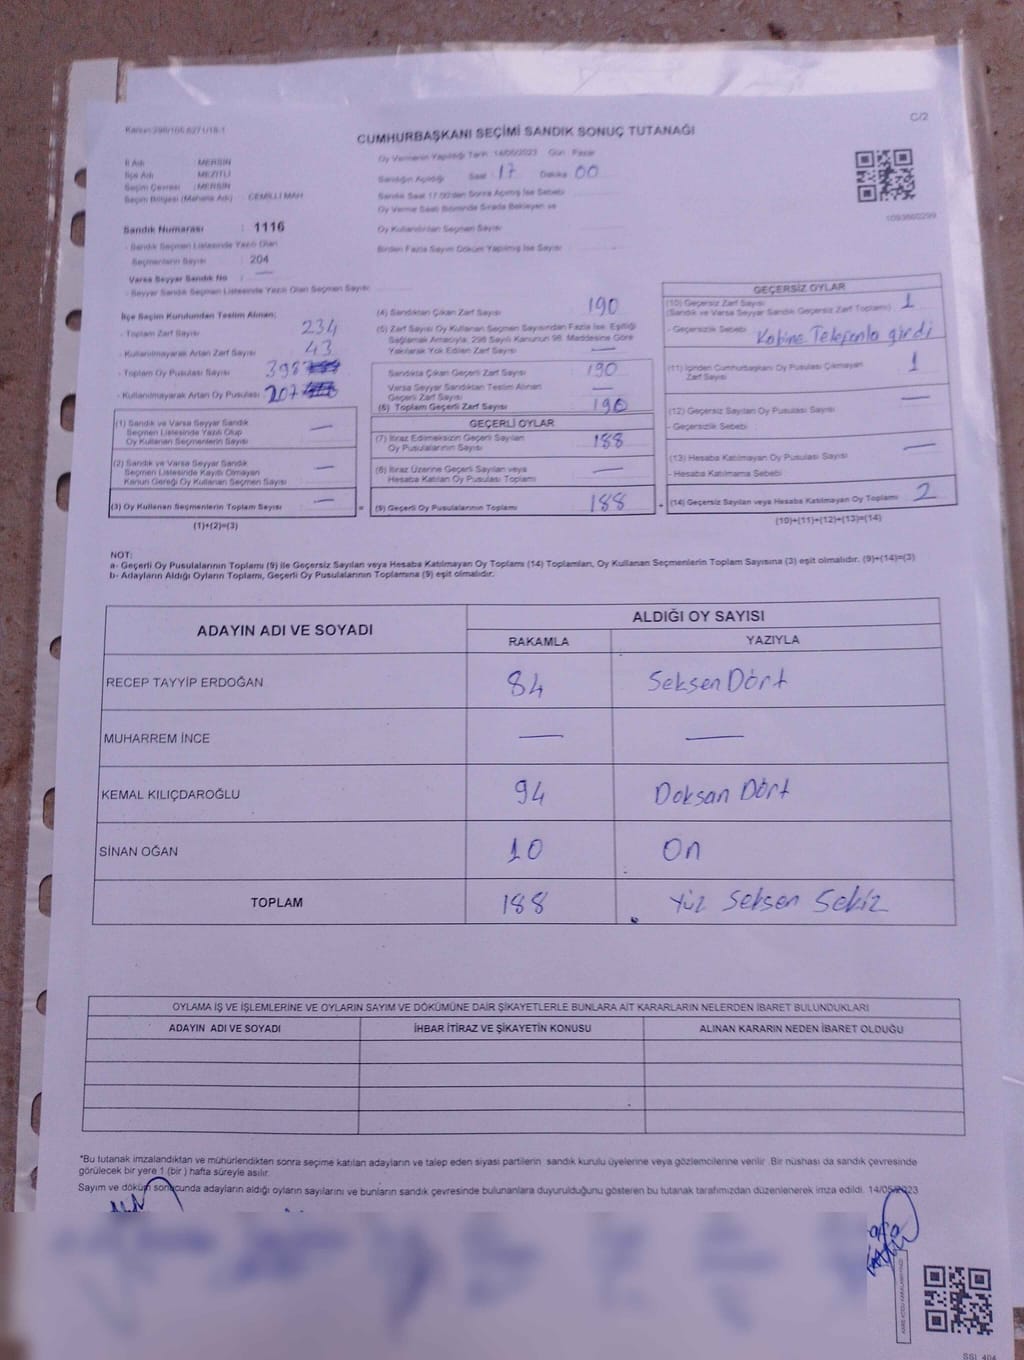 C/2
CUMHURBAŞKANI SEÇİMİ SANDIK SONUÇ TUTANAĞI
Oy Vermenin Yapıldığı Tarih: 14/05/2023 Gün : Pazar
İl Adı MERSİN
İlçe Adı MEZİTLİ
Seçim Çevresi :MERSİN
Seçim Bölgesi (Mahalle Adı) CEMİLLİ MAH
Sandığın Açıldığı Saat 17 Dakika 00
Sandık Saat 17.00'den Sonra Açılmış İse Sebebi
Oy Verme Saati Bitiminde Sırada Bekleyen ve
Oy Kullandırılan Seçmen Sayısı
Birden Fazla Sayım Döküm Yapılmış İse Sayısı
1093660299
Sandık Numarası : 1116
- Sandık Seçmen Listesinde Yazılı Olan
Seçmenlerin Sayısı : 204
Varsa Seyyar Sandık No : —
- Seyyar Sandık Seçmen Listesinde Yazılı Olan Seçmen Sayısı:
İlçe Seçim Kurulundan Teslim Alınan;
- Toplam Zarf Sayısı 234
- Kullanılmayarak Artan Zarf Sayısı 43
- Toplam Oy Pusulası Sayısı 398
- Kullanılmayarak Artan Oy Pusulası 207
(1) Sandık ve Varsa Seyyar Sandık
Seçmen Listesinde Yazılı Olup
Oy Kullanan Seçmenlerin Sayısı —
(2) Sandık ve Varsa Seyyar Sandık
Seçmen Listesinde Kayıtlı Olmayan
Kanun Gereği Oy Kullanan Seçmen Sayısı —
(3) Oy Kullanan Seçmenlerin Toplam Sayısı —
(1)+(2)=(3)
(4) Sandıktan Çıkan Zarf Sayısı 190
(5) Zarf Sayısı Oy Kullanan Seçmen Sayısından Fazla İse, Eşitliği
Sağlamak Amacıyla, 298 Sayılı Kanunun 98. Maddesine Göre
Yakılarak Yok Edilen Zarf Sayısı —
Sandıkta Çıkan Geçerli Zarf Sayısı 190
Varsa Seyyar Sandıktan Teslim Alınan
Geçerli Zarf Sayısı —
(6) Toplam Geçerli Zarf Sayısı 190
GEÇERLİ OYLAR
(7) İtiraz Edilmeksizin Geçerli Sayılan
Oy Pusulalarının Sayısı 188
(8) İtiraz Üzerine Geçerli Sayılan veya
Hesaba Katılan Oy Pusulası Toplamı —
= (9) Geçerli Oy Pusulalarının Toplamı 188
GEÇERSİZ OYLAR
(10) Geçersiz Zarf Sayısı
(Sandık ve Varsa Seyyar Sandık Geçersiz Zarf Toplamı) 1
- Geçersizlik Sebebi: Kabine Telefonla girdi
(11) İçinden Cumhurbaşkanı Oy Pusulası Çıkmayan
Zarf Sayısı 1
(12) Geçersiz Sayılan Oy Pusulası Sayısı —
- Geçersizlik Sebebi
(13) Hesaba Katılmayan Oy Pusulası Sayısı —
- Hesaba Katılmama Sebebi
+ (14) Geçersiz Sayılan veya Hesaba Katılmayan Oy Toplamı 2
(10)+(11)+(12)+(13)=(14)
NOT:
a- Geçerli Oy Pusulalarının Toplamı (9) ile Geçersiz Sayılan veya Hesaba Katılmayan Oy Toplamı (14) Toplamları, Oy Kullanan Seçmenlerin Toplam Sayısına (3) eşit olmalıdır. (9)+(14)=(3)
b- Adayların Aldığı Oyların Toplamı, Geçerli Oy Pusulalarının Toplamına (9) eşit olmalıdır.
ADAYIN ADI VE SOYADI ALDIĞI OY SAYISI
RAKAMLA YAZIYLA
RECEP TAYYİP ERDOĞAN 84 Seksen Dört
MUHARREM İNCE — —
KEMAL KILIÇDAROĞLU 94 Doksan Dört
SİNAN OĞAN 10 On
TOPLAM 188 Yüz Seksen Sekiz
OYLAMA İŞ VE İŞLEMLERİNE VE OYLARIN SAYIM VE DÖKÜMÜNE DAİR ŞİKAYETLERLE BUNLARA AİT KARARLARIN NELERDEN İBARET BULUNDUKLARI
ADAYIN ADI VE SOYADI İHBAR İTİRAZ VE ŞİKAYETİN KONUSU ALINAN KARARIN NEDEN İBARET OLDUĞU
*Bu tutanak imzalandıktan ve mühürlendikten sonra seçime katılan adayların ve talep eden siyasi partilerin sandık kurulu üyelerine veya gözlemcilerine verilir .Bir nüshası da sandık çevresinde
görülecek bir yere 1 (bir ) hafta süreyle asılır.
Sayım ve döküm sonucunda adayların aldığı oyların sayılarını ve bunların sandık çevresinde bulunanlara duyurulduğunu gösteren bu tutanak tarafımızdan düzenlenerek imza edildi. 14/05/2023